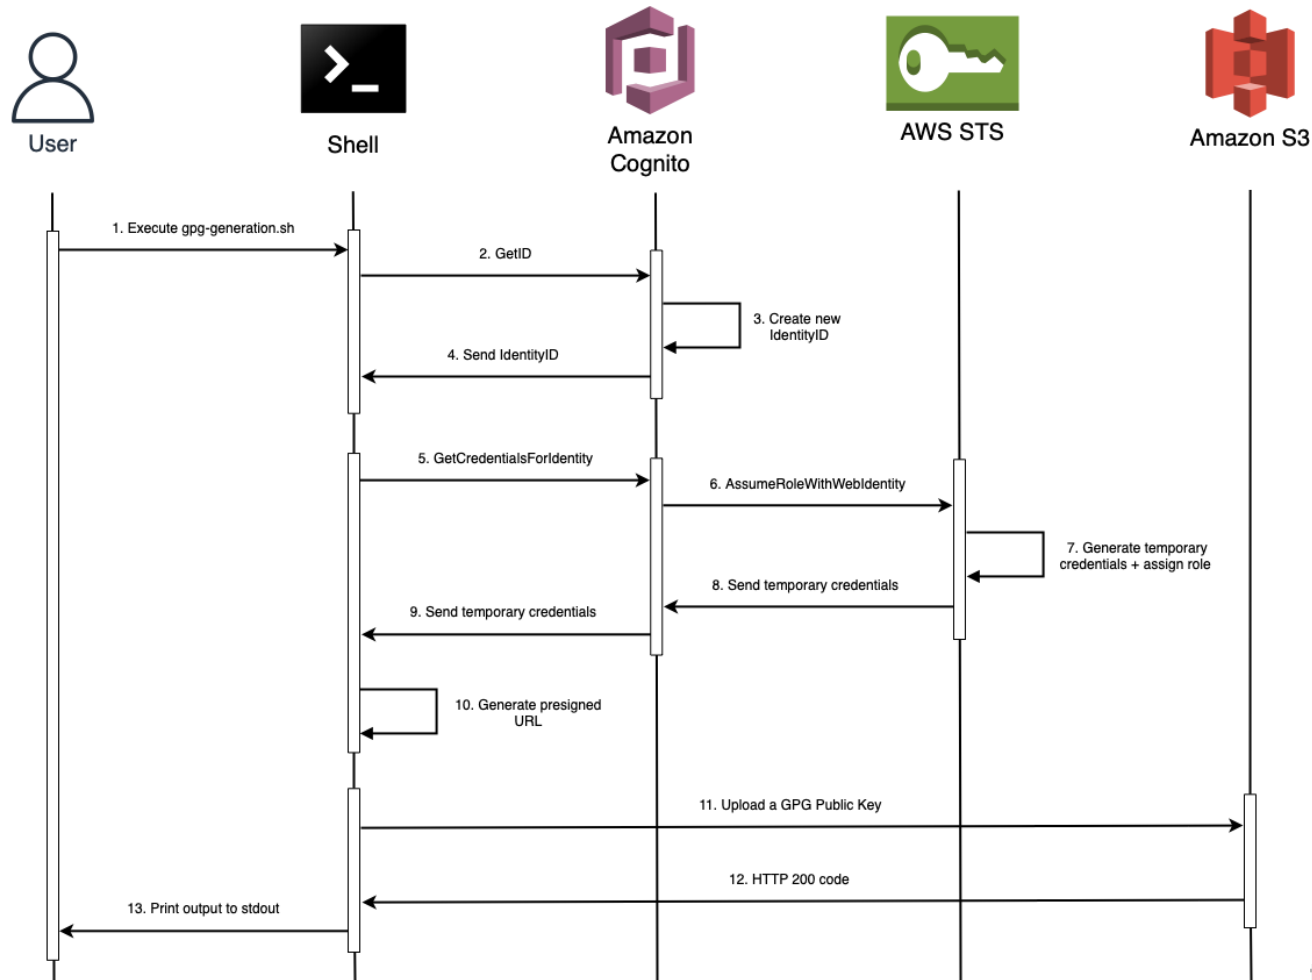 User
Shell
Amazon
Cognito
AWS STS
Amazon S3
1. Execute gpg-generation.sh
2. GetID
3. Create new
IdentityID
4. Send IdentityID
5. GetCredentialsForIdentity
6. AssumeRoleWithWebIdentity
7. Generate temporary
credentials + assign role
8. Send temporary credentials
9. Send temporary credentials
10. Generate presigned
URL
11. Upload a GPG Public Key
12. HTTP 200 code
13. Print output to stdout